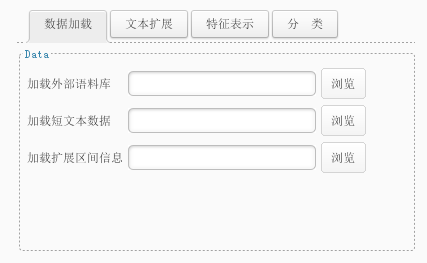 数据加载 文本扩展 特征表示 分 类
Data
加载外部语料库 浏览
加载短文本数据 浏览
加载扩展区间信息 浏览